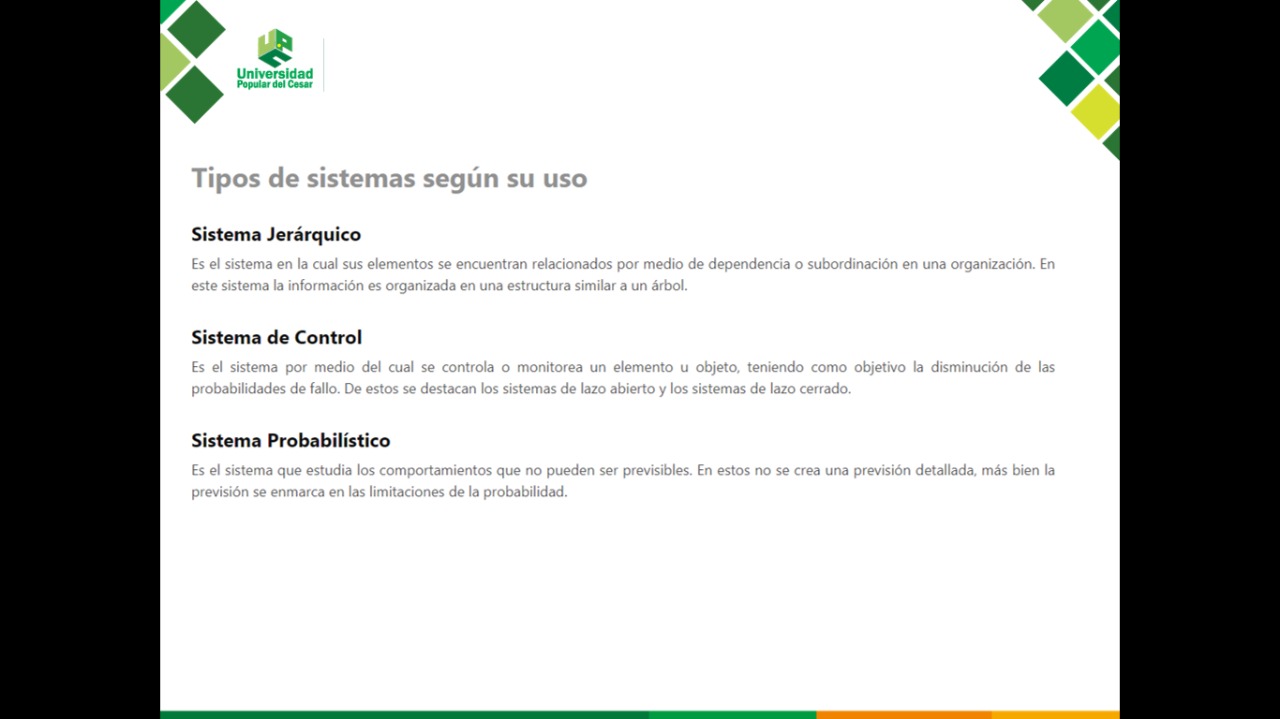 Universidad
Popular del Cesar
Tipos de sistemas según su uso
Sistema Jerárquico
Es el sistema en la cual sus elementos se encuentran relacionados por medio de dependencia o subordinación en una organización. En
este sistema la información es organizada en una estructura similar a un árbol.
Sistema de Control
Es el sistema por medio del cual se controla o monitorea un elemento u objeto, teniendo como objetivo la disminución de las
probabilidades de fallo. De estos se destacan los sistemas de lazo abierto y los sistemas de lazo cerrado.
Sistema Probabilístico
Es el sistema que estudia los comportamientos que no pueden ser previsibles. En estos no se crea una previsión detallada, más bien la
previsión se enmarca en las limitaciones de la probabilidad.